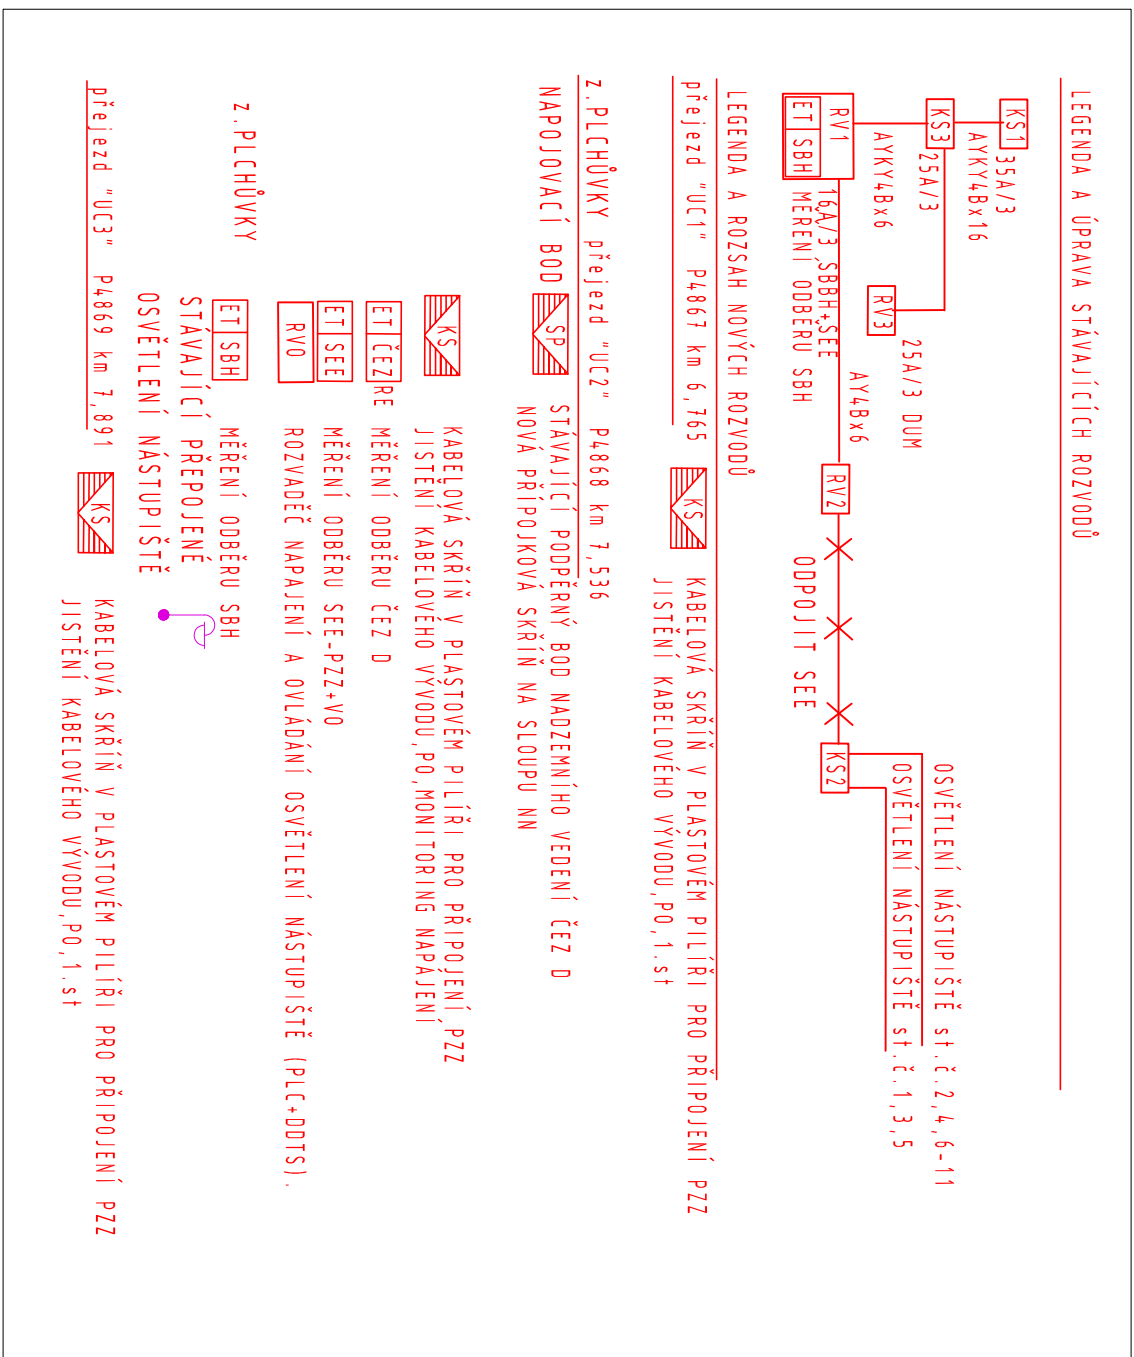 LEGENDA A ÚPRAVA STÁVAJÍCÍCH ROZVODŮ
KS1
35A/3
AYKY4Bx16
KS3
25A/3
AYKY4Bx6
RV3
25A/3 DUM
RV1
ET SBH
16A/3 SBBH+SEE
MĚŘENÍ ODBERU SBH
AY4Bx6
RV2
ODPOJIT SEE
KS2
OSVĚTLENÍ NÁSTUPIŠTĚ st.č.2,4,6-11
OSVĚTLENÍ NÁSTUPIŠTĚ st.č.1,3,5
LEGENDA A ROZSAH NOVÝCH ROZVODŮ
přejezd "UC1" P4867 km 6,765
KS
KABELOVÁ SKŘÍŇ V PLASTOVÉM PILÍŘI PRO PŘIPOJENÍ PZZ
JISTĚNÍ KABELOVÉHO VÝVODU,PO,1.st
z.PLCHŮVKY přejezd "UC2" P4868 km 7,536
NAPOJOVACÍ BOD
SP
STÁVAJÍCÍ PODPĚRNÝ BOD NADZEMNÍHO VEDENÍ ČEZ D
NOVÁ PŘÍPOJKOVÁ SKŘÍŇ NA SLOUPU NN
KS
KABELOVÁ SKŘÍŇ V PLASTOVÉM PILÍŘI PRO PŘIPOJENÍ PZZ
JISTĚNÍ KABELOVÉHO VÝVODU,PO,MONITORING NAPÁJENÍ
ET ČEZ RE
MĚŘENÍ ODBĚRU ČEZ D
ET SEE
MĚŘENÍ ODBĚRU SEE-PZZ+VO
RVO
ROZVADĚČ NAPAJENÍ A OVLÁDÁNÍ OSVĚTLENÍ NÁSTUPIŠTĚ (PLC+DDTS).
z.PLCHŮVKY
ET SBH
MĚŘENÍ ODBĚRU SBH
STÁVAJÍCÍ PŘEPOJENÉ
OSVĚTLENÍ NÁSTUPIŠTĚ
přejezd "UC3" P4869 km 7,891
KS
KABELOVÁ SKŘÍŇ V PLASTOVÉM PILÍŘI PRO PŘIPOJENÍ PZZ
JISTĚNÍ KABELOVÉHO VÝVODU,PO,1.st